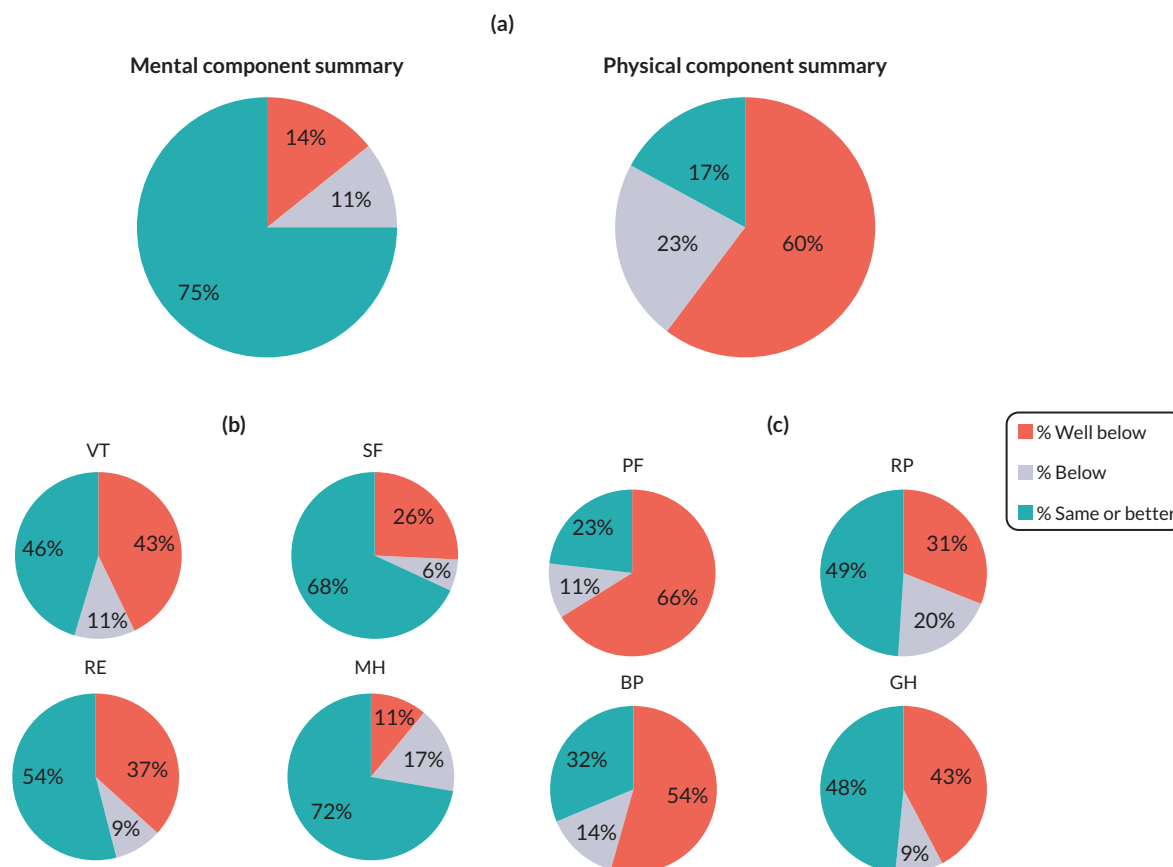 (a)
Mental component summary
14%
11%
75%
Physical component summary
17%
23%
60%
(b)
VT
46%
43%
11%
SF
26%
6%
68%
RE
54%
37%
9%
MH
11%
17%
72%
(c)
PF
23%
11%
66%
RP
31%
49%
20%
BP
32%
54%
14%
GH
48%
43%
9%
% Well below
% Below
% Same or better